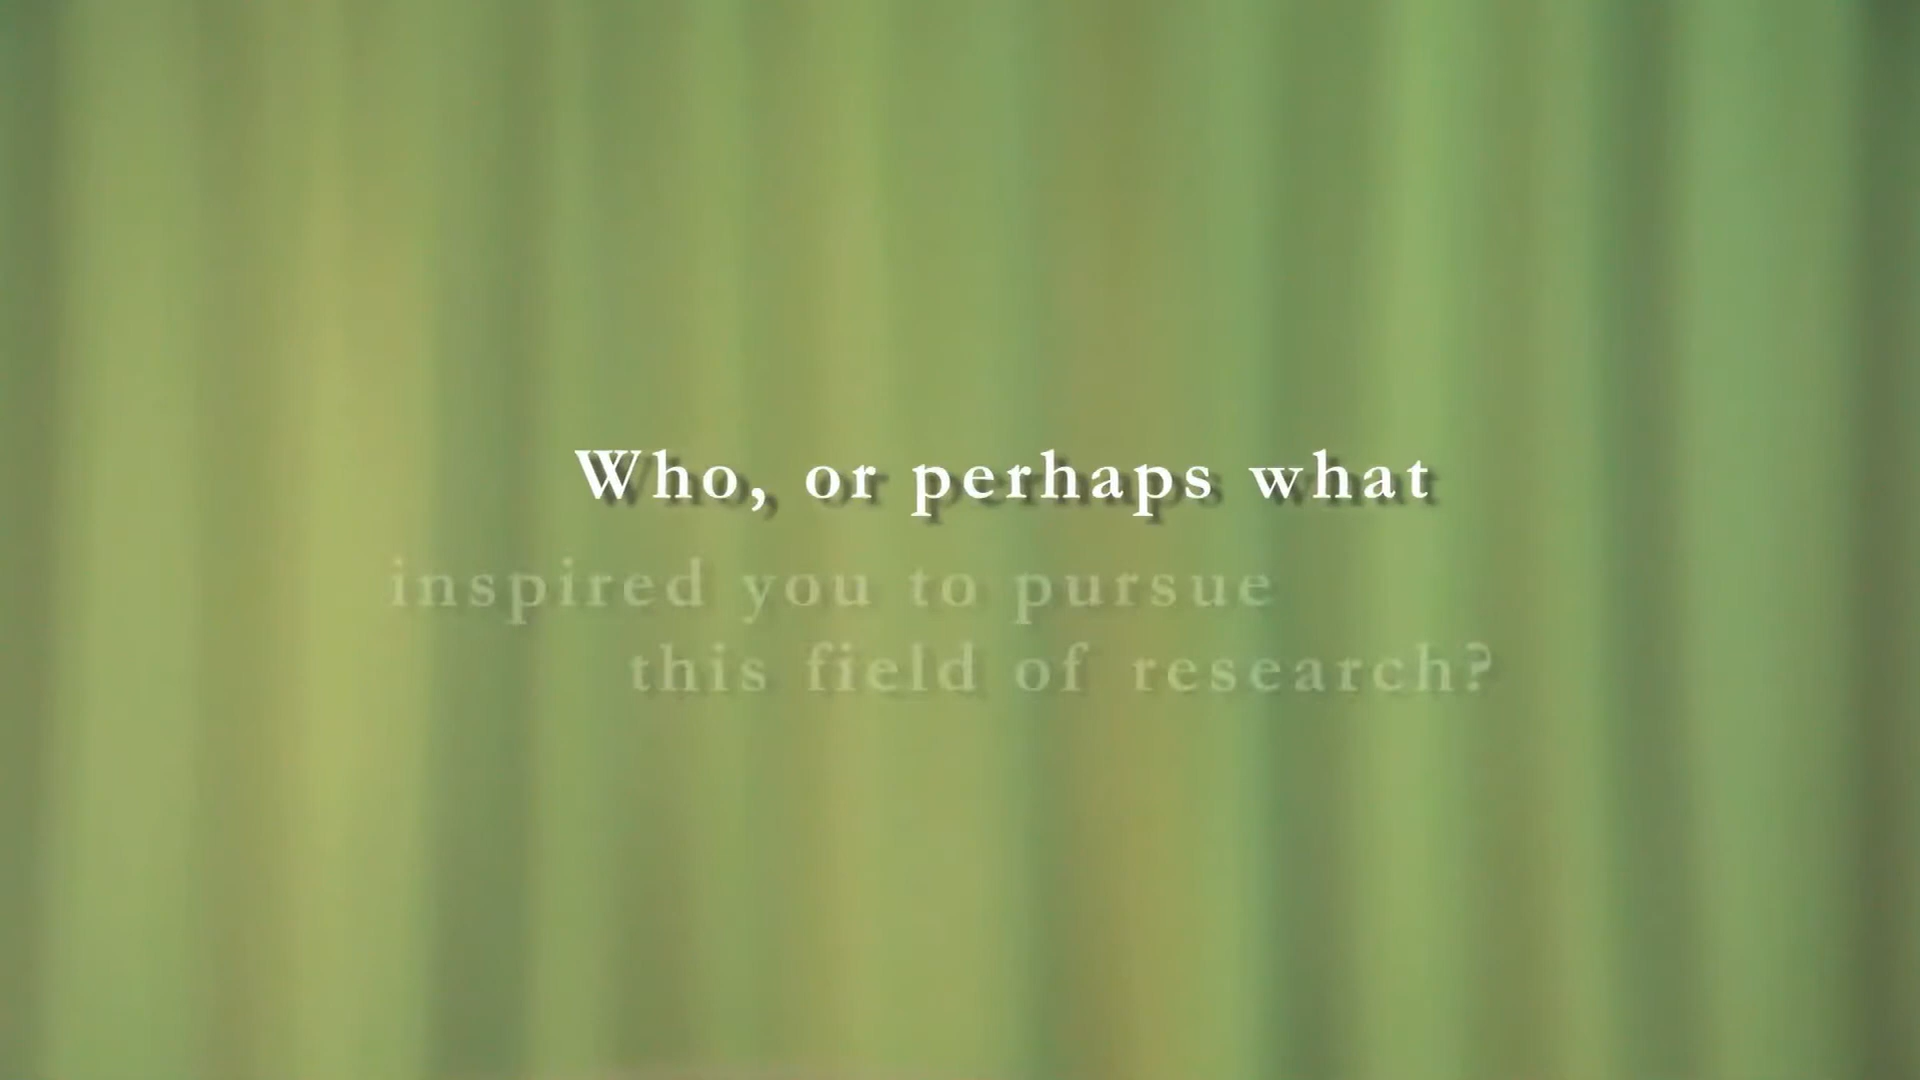 Who, or perhaps what
inspired you to pursue
this field of research?